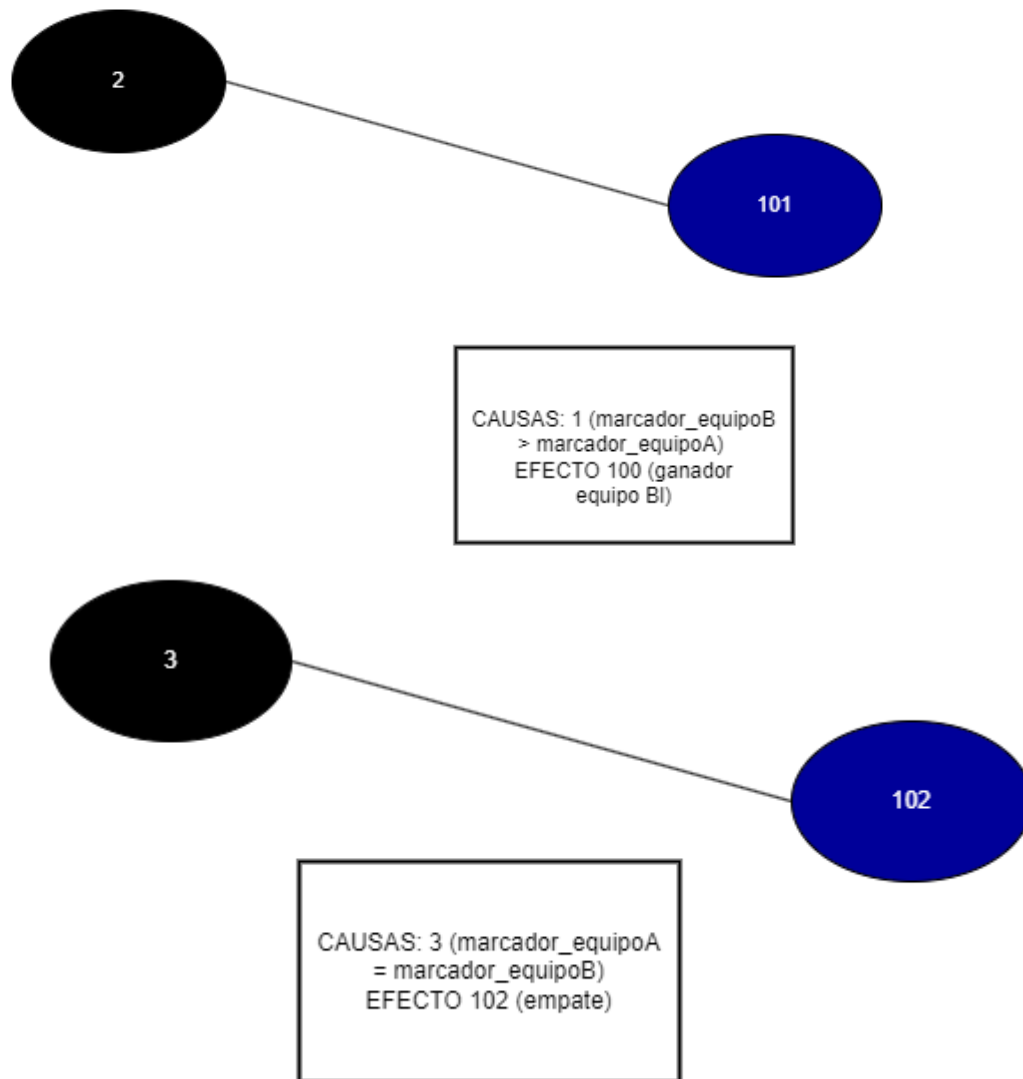 2
101
CAUSAS: 1 (marcador_equipoB
> marcador_equipoA)
EFECTO 100 (ganador
equipo BI)
3
102
CAUSAS: 3 (marcador_equipoA
= marcador_equipoB)
EFECTO 102 (empate)